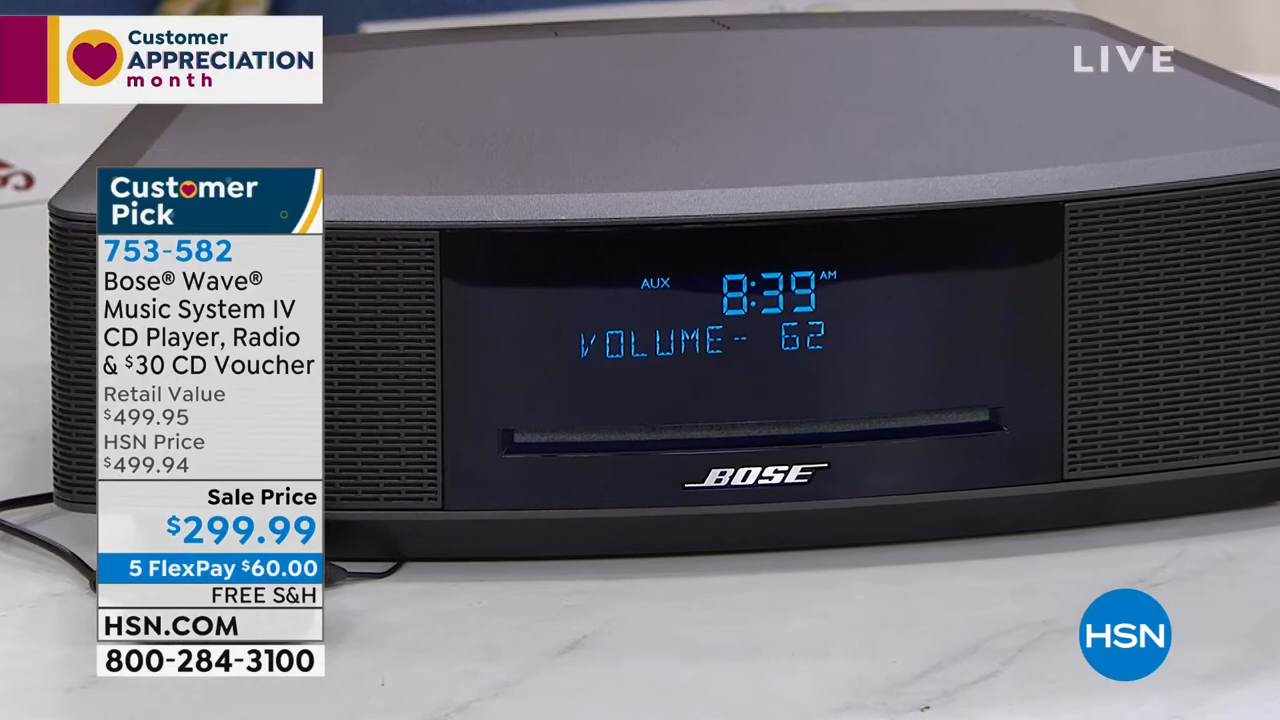 Customer
APPRECIATION
month
LIVE
Customer
Pick
753-582
Bose® Wave®
Music System IV
CD Player, Radio
& $30 CD Voucher
Retail Value
$499.95
HSN Price
$499.94
Sale Price
$299.99
5 FlexPay $60.00
FREE S&H
HSN.COM
800-284-3100
AUX 8:39 AM
VOLUME- 62
BOSE
HSN